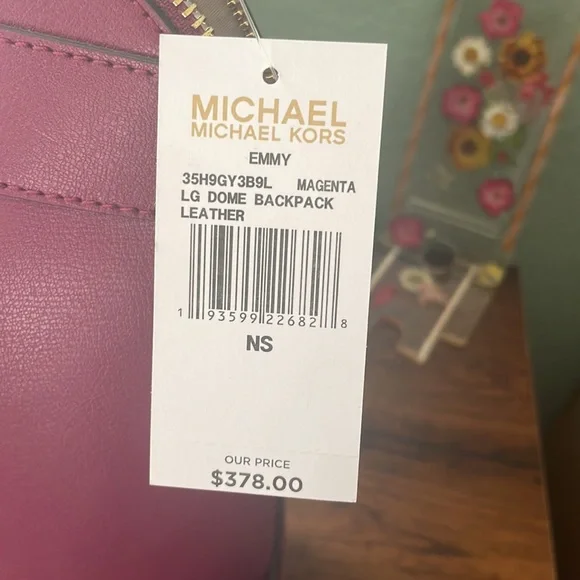 MICHAEL
MICHAEL KORS
EMMY
35H9GY3B9L MAGENTA
LG DOME BACKPACK
LEATHER
1 93599 22682 8
NS
OUR PRICE
$378.00